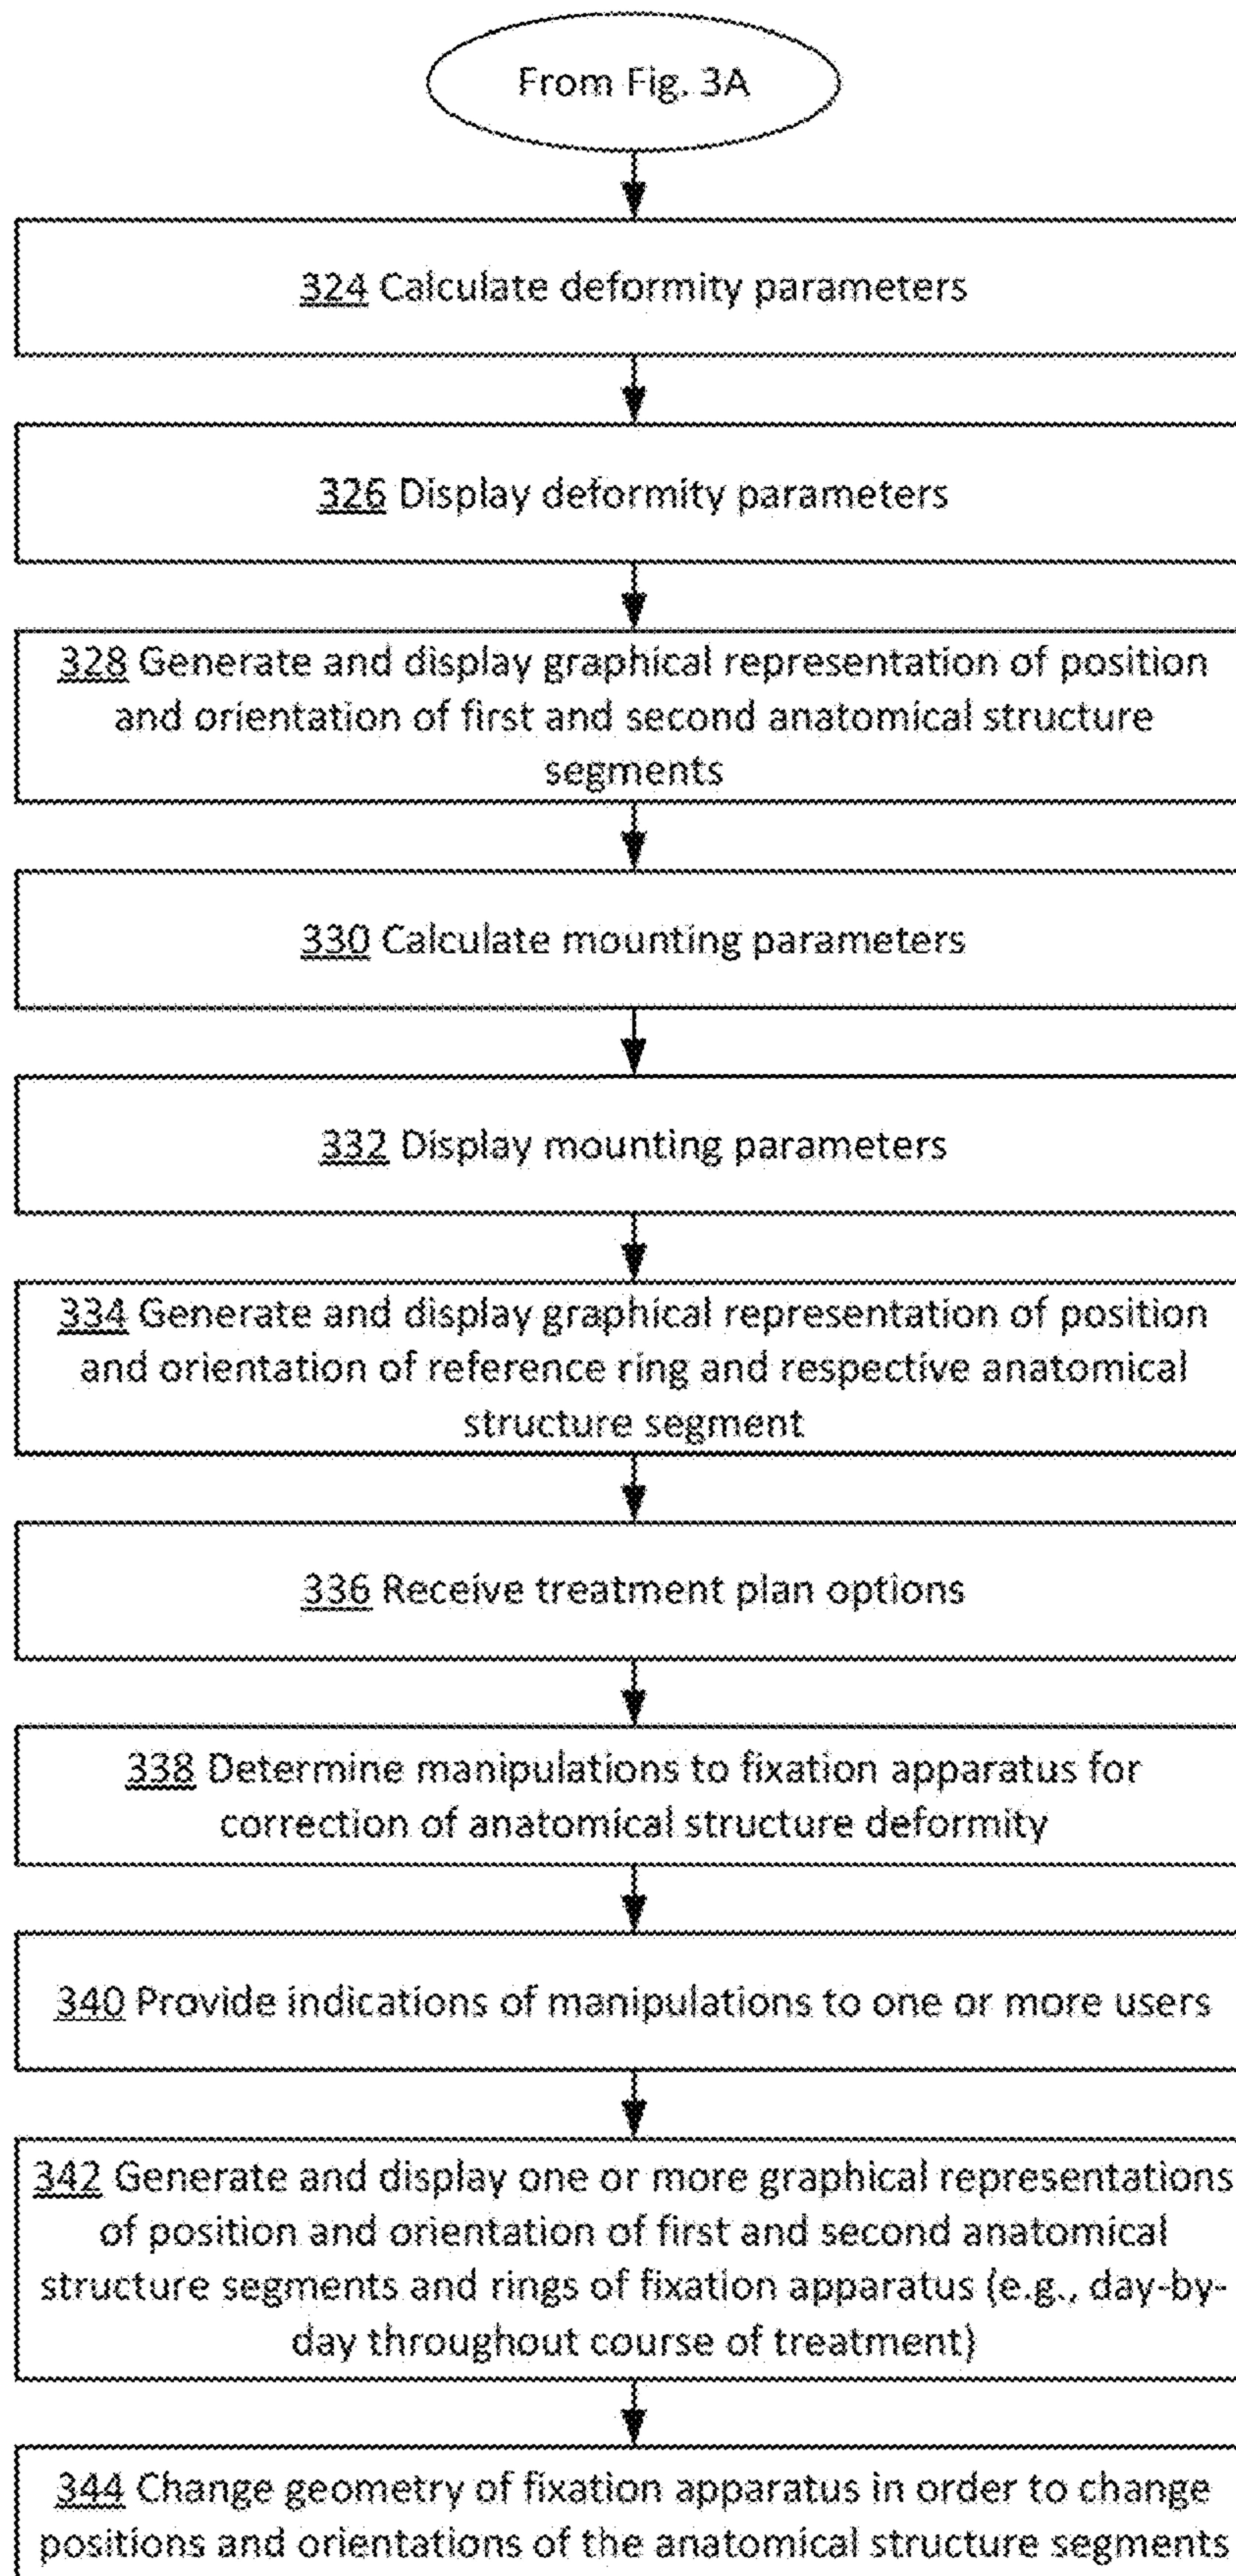 From Fig. 3A
324 Calculate deformity parameters
326 Display deformity parameters
328 Generate and display graphical representation of position
and orientation of first and second anatomical structure
segments
330 Calculate mounting parameters
332 Display mounting parameters
334 Generate and display graphical representation of position
and orientation of reference ring and respective anatomical
structure segment
336 Receive treatment plan options
338 Determine manipulations to fixation apparatus for
correction of anatomical structure deformity
340 Provide indications of manipulations to one or more users
342 Generate and display one or more graphical representations
of position and orientation of first and second anatomical
structure segments and rings of fixation apparatus (e.g., day-by-
day throughout course of treatment)
344 Change geometry of fixation apparatus in order to change
positions and orientations of the anatomical structure segments